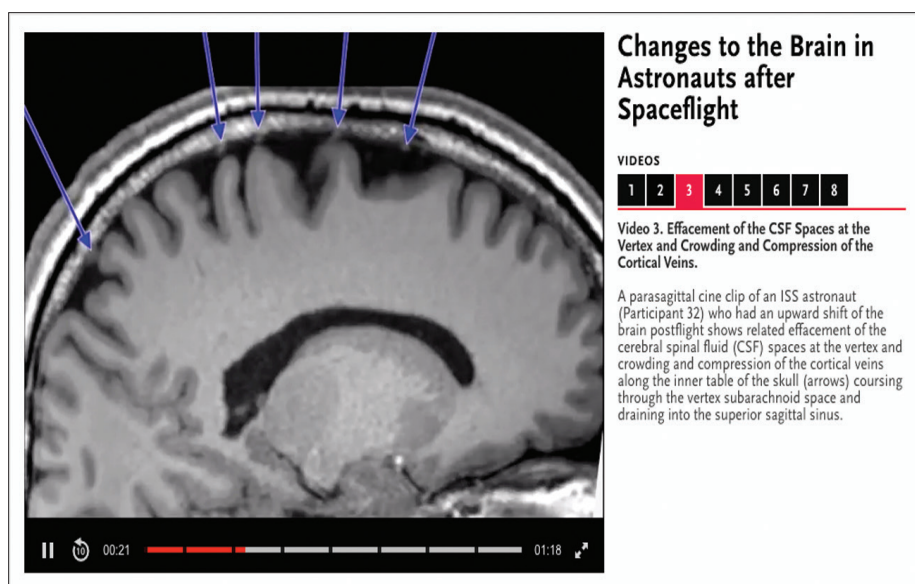 Changes to the Brain in
Astronauts after
Spaceflight
VIDEOS
1 2 3 4 5 6 7 8
Video 3. Effacement of the CSF Spaces at the
Vertex and Crowding and Compression of the
Cortical Veins.
A parasagittal cine clip of an ISS astronaut
(Participant 32) who had an upward shift of the
brain postflight shows related effacement of the
cerebral spinal fluid (CSF) spaces at the vertex and
crowding and compression of the cortical veins
along the inner table of the skull (arrows) coursing
through the vertex subarachnoid space and
draining into the superior sagittal sinus.
10 00:21 01:18